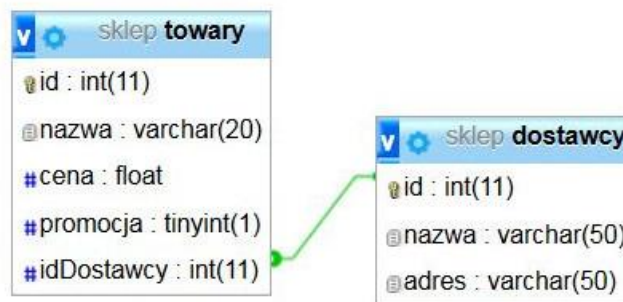 sklep towary
id : int(11)
nazwa : varchar(20)
cena : float
promocja : tinyint(1)
idDostawcy : int(11)
sklep dostawcy
id : int(11)
nazwa : varchar(50)
adres : varchar(50)